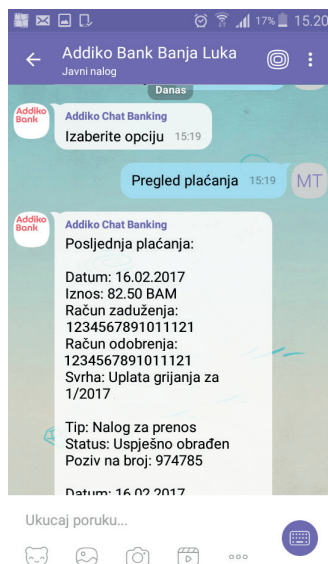 17% 15.20
Addiko Bank Banja Luka
Javni nalog
Danas
Addiko Bank
Addiko Chat Banking
Izaberite opciju 15:19
Pregled plaćanja 15:19 MT
Addiko Bank
Addiko Chat Banking
Posljednja plaćanja:
Datum: 16.02.2017
Iznos: 82.50 BAM
Račun zaduženja:
1234567891011121
Račun odobrenja:
1234567891011121
Svrha: Uplata grijanja za
1/2017
Tip: Nalog za prenos
Status: Uspješno obrađen
Poziv na broj: 974785
Datum: 16.02.2017
Ukucaj poruku...